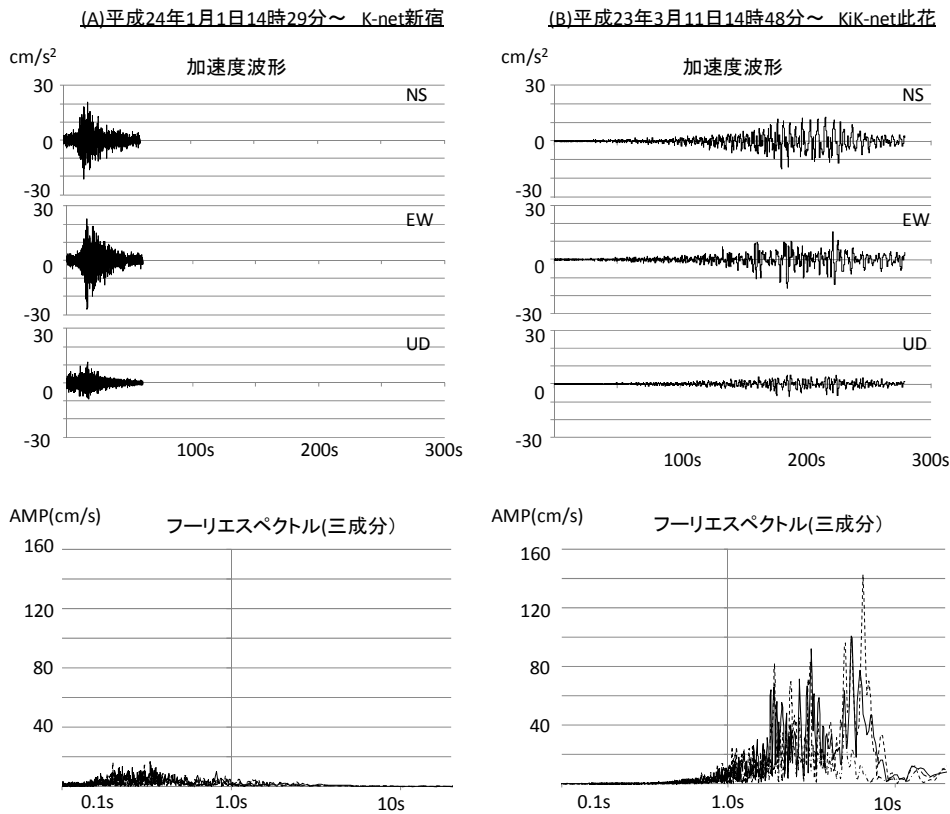 (A)平成24年1月1日14時29分～ K-net新宿
cm/s²
加速度波形
30
NS
0
-30
30
EW
0
-30
30
UD
0
-30
100s
200s
300s
AMP(cm/s)
フーリエスペクトル(三成分)
160
120
80
40
0.1s
1.0s
10s
(B)平成23年3月11日14時48分～ KiK-net此花
cm/s²
加速度波形
30
NS
0
-30
30
EW
0
-30
30
UD
0
-30
100s
200s
300s
AMP(cm/s)
フーリエスペクトル(三成分)
160
120
80
40
0.1s
1.0s
10s